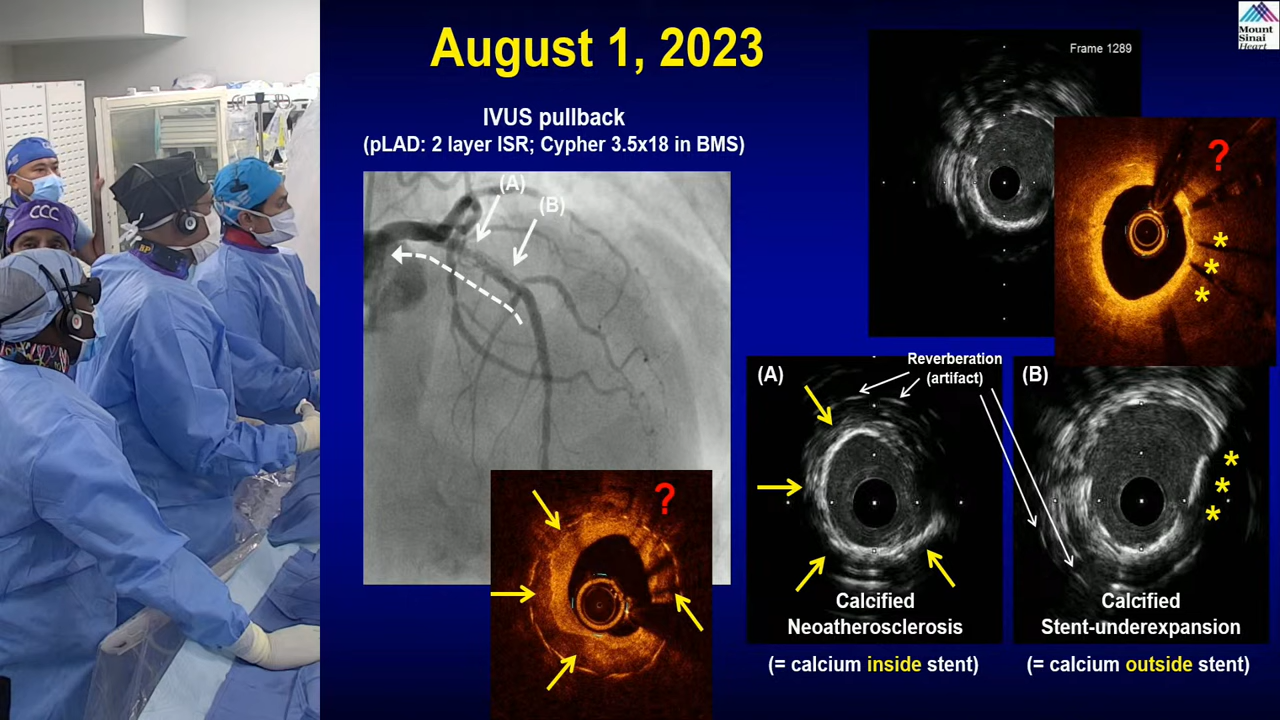 August 1, 2023
Mount
Sinai
Heart
Frame 1289
IVUS pullback
(pLAD: 2 layer ISR; Cypher 3.5x18 in BMS)
(A)
(B)
?
* * *
CCC
Reverberation
(artifact)
(A)
(B)
* * *
?
Calcified
Neoatherosclerosis
(= calcium inside stent)
Calcified
Stent-underexpansion
(= calcium outside stent)